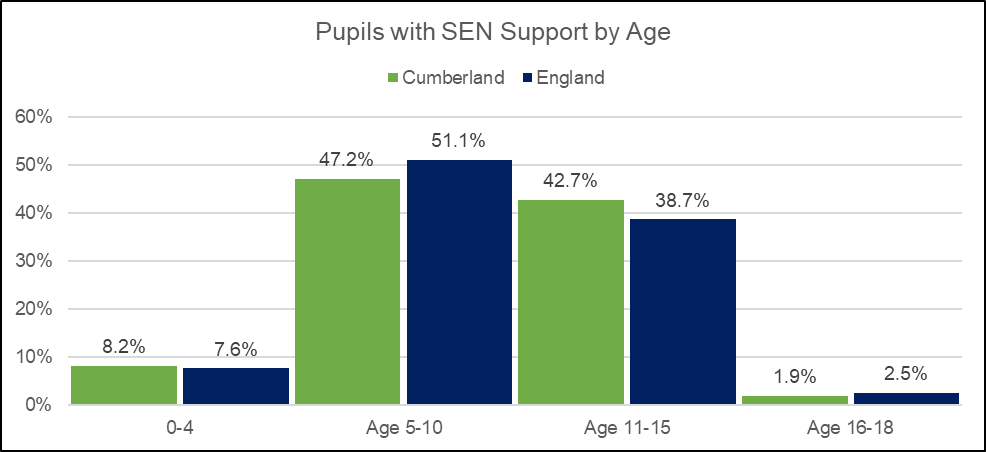 Pupils with SEN Support by Age
Cumberland England
60%
50%
40%
30%
20%
10%
0%
8.2% 7.6% 47.2% 51.1% 42.7% 38.7% 1.9% 2.5%
0-4 Age 5-10 Age 11-15 Age 16-18